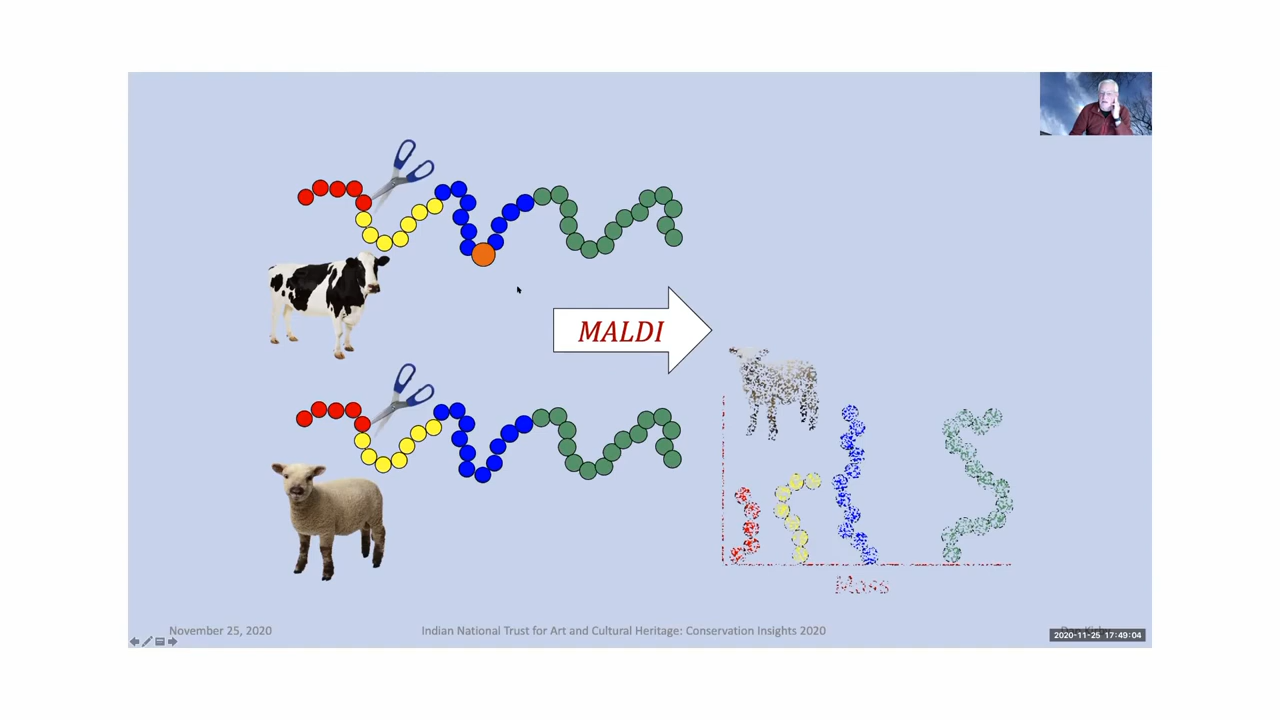 MALDI
Mass
November 25, 2020
Indian National Trust for Art and Cultural Heritage: Conservation Insights 2020
2020-11-25 17:49:04